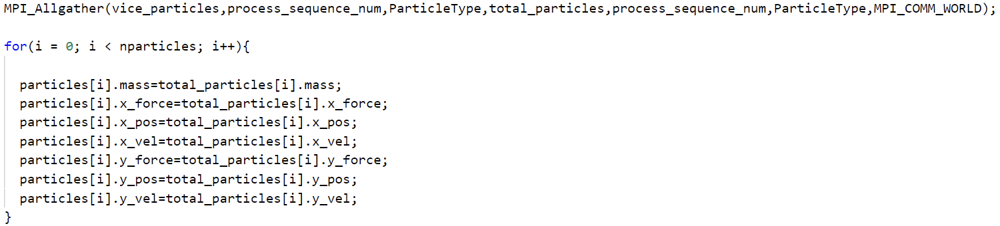 MPI_Allgather(vice_particles,process_sequence_num,ParticleType,total_particles,process_sequence_num,ParticleType,MPI_COMM_WORLD);
for(i = 0; i < nparticles; i++){
particles[i].mass=total_particles[i].mass;
particles[i].x_force=total_particles[i].x_force;
particles[i].x_pos=total_particles[i].x_pos;
particles[i].x_vel=total_particles[i].x_vel;
particles[i].y_force=total_particles[i].y_force;
particles[i].y_pos=total_particles[i].y_pos;
particles[i].y_vel=total_particles[i].y_vel;
}